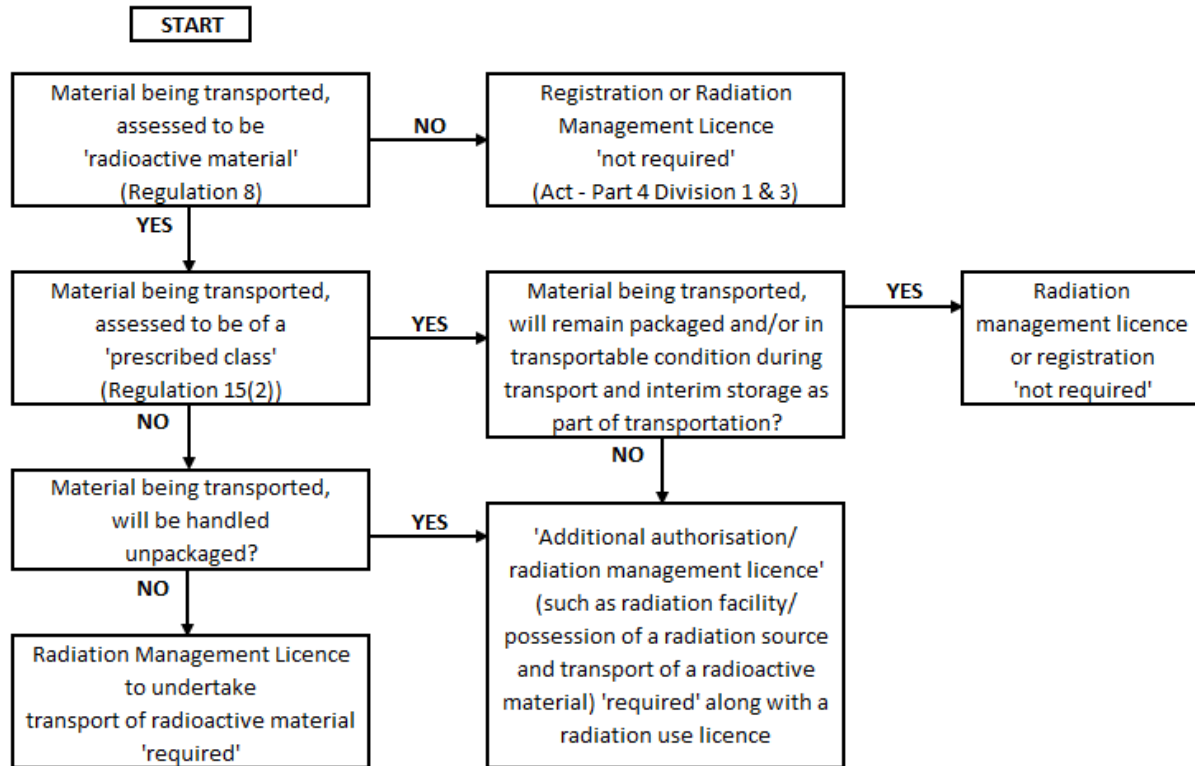 START
Material being transported,
assessed to be
'radioactive material'
(Regulation 8)
NO
Registration or Radiation
Management Licence
'not required'
(Act - Part 4 Division 1 & 3)
YES
Material being transported,
assessed to be of a
'prescribed class'
(Regulation 15(2))
YES
Material being transported,
will remain packaged and/or in
transportable condition during
transport and interim storage as
part of transportation?
YES
Radiation
management licence
or registration
'not required'
NO
NO
Material being transported,
will be handled
unpackaged?
YES
'Additional authorisation/
radiation management licence'
(such as radiation facility/
possession of a radiation source
and transport of a radioactive
material) 'required' along with a
radiation use licence
NO
Radiation Management Licence
to undertake
transport of radioactive material
'required'